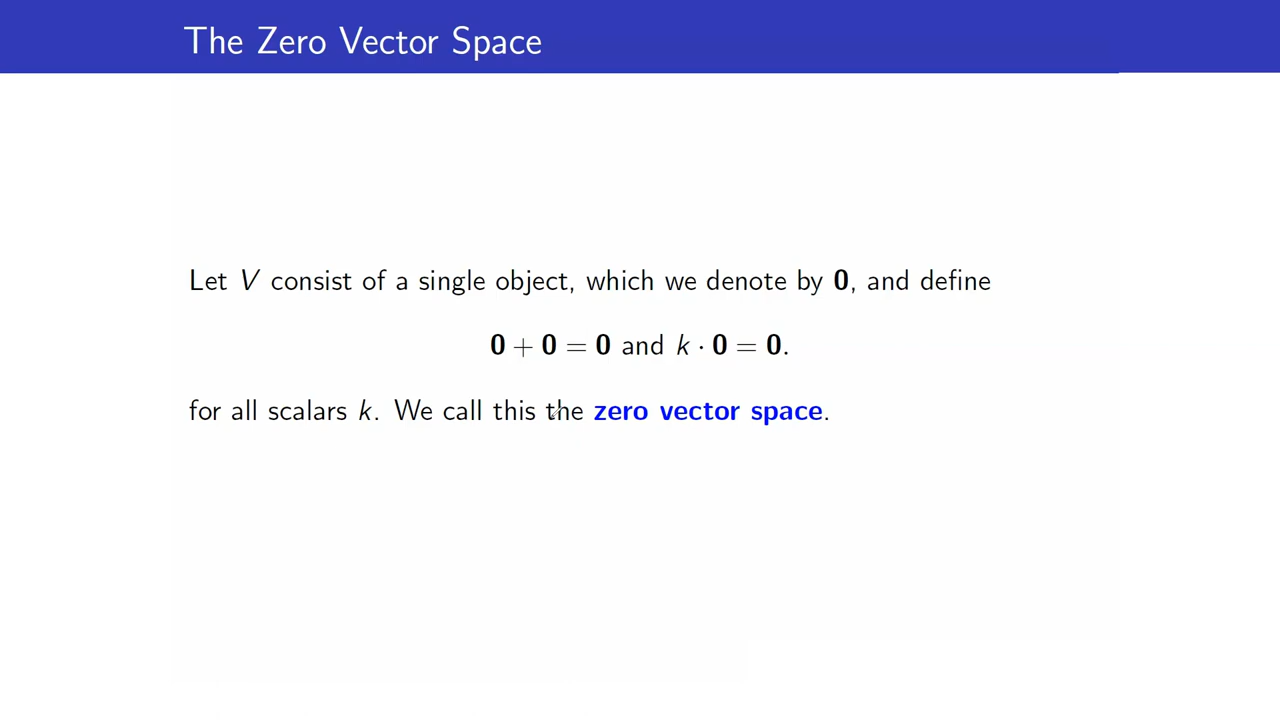 The Zero Vector Space
Let V consist of a single object, which we denote by 0, and define
0 + 0 = 0 and k · 0 = 0.
for all scalars k. We call this the zero vector space.